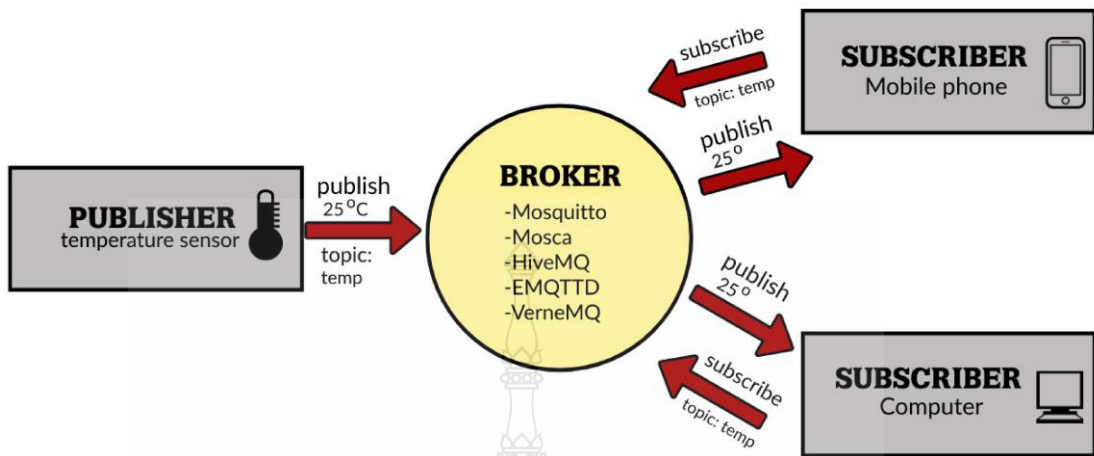 PUBLISHER
temperature sensor
publish
25°C
topic:
temp
BROKER
-Mosquitto
-Mosca
-HiveMQ
-EMQTTD
-VerneMQ
subscribe
topic: temp
publish
25°
SUBSCRIBER
Mobile phone
publish
25°
subscribe
topic: temp
SUBSCRIBER
Computer